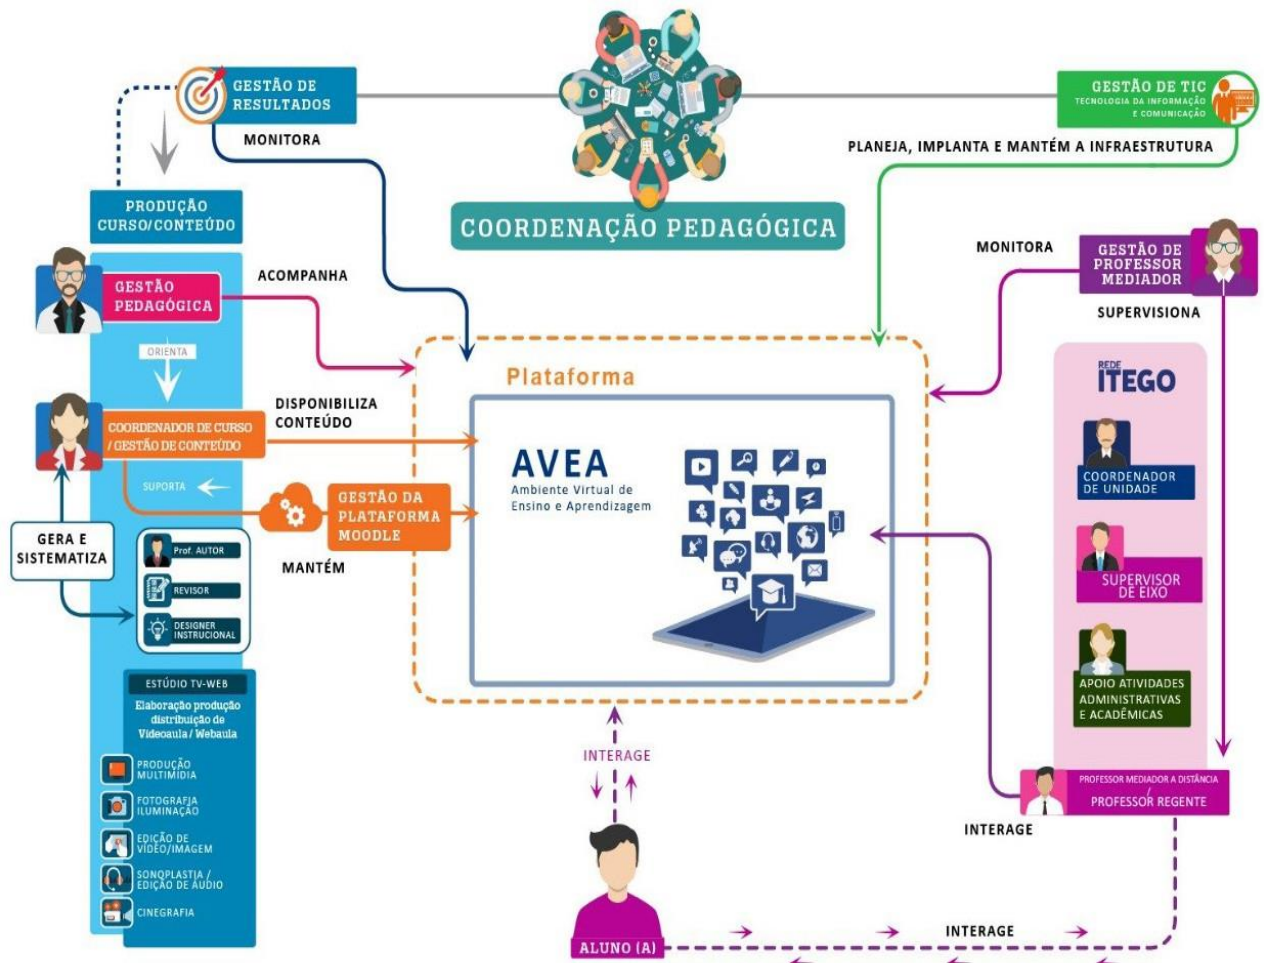 GESTÃO DE
RESULTADOS
GESTÃO DE TIC
TECNOLOGIA DA INFORMAÇÃO
E COMUNICAÇÃO
MONITORA
PLANEJA, IMPLANTA E MANTÉM A INFRAESTRUTURA
PRODUÇÃO
CURSO/CONTEÚDO
COORDENAÇÃO PEDAGÓGICA
MONITORA
GESTÃO DE
PROFESSOR
MEDIADOR
ACOMPANHA
GESTÃO
PEDAGÓGICA
SUPERVISIONA
ORIENTA
Plataforma
REDE
ITEGO
DISPONIBILIZA
CONTEÚDO
COORDENADOR DE CURSO
/ GESTÃO DE CONTEÚDO
AVEA
Ambiente Virtual de
Ensino e Aprendizagem
COORDENADOR
DE UNIDADE
SUPORTA
GESTÃO DA
PLATAFORMA
MOODLE
GERA E
SISTEMATIZA
MANTÉM
Prof. AUTOR
REVISOR
DESIGNER
INSTRUCIONAL
SUPERVISOR
DE EIXO
ESTÚDIO TV-WEB
Elaboração produção
distribuição de
Videoaula / Webaula
APOIO ATIVIDADES
ADMINISTRATIVAS
E ACADÊMICAS
PRODUÇÃO
MULTIMÍDIA
FOTOGRAFIA
ILUMINAÇÃO
EDIÇÃO DE
VÍDEO/IMAGEM
SONOPLASTIA /
EDIÇÃO DE ÁUDIO
CINEGRAFIA
INTERAGE
PROFESSOR MEDIADOR A DISTÂNCIA
/
PROFESSOR REGENTE
INTERAGE
ALUNO (A)
INTERAGE